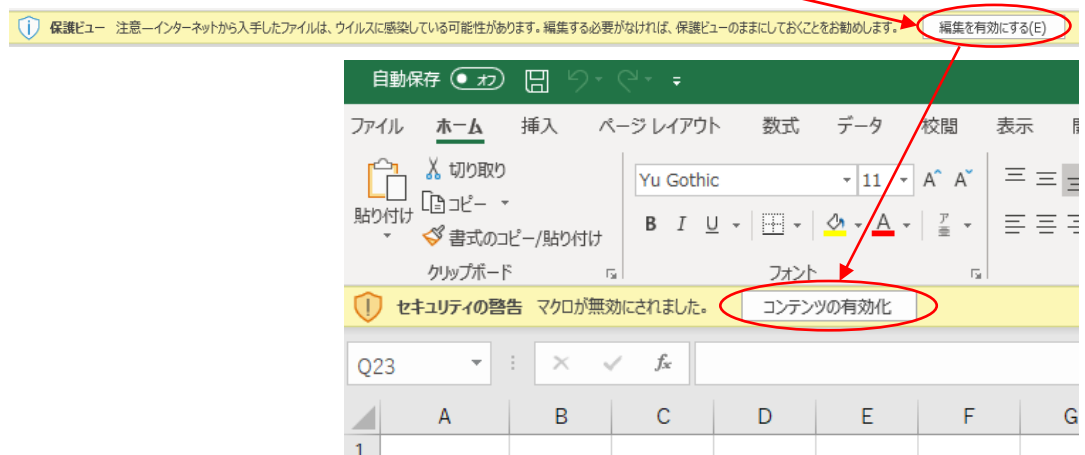 保護ビュー 注意―インターネットから入手したファイルは、ウイルスに感染している可能性があります。編集する必要がなければ、保護ビューのままにしておくことをお勧めします。 編集を有効にする(E)
自動保存 オフ
ファイル ホーム 挿入 ページ レイアウト 数式 データ 校閲 表示
貼り付け
切り取り
コピー
書式のコピー/貼り付け
クリップボード
Yu Gothic 11 A A
B I U A ア亜
フォント
セキュリティの警告 マクロが無効にされました。 コンテンツの有効化
Q23 fx
A B C D E F G
1